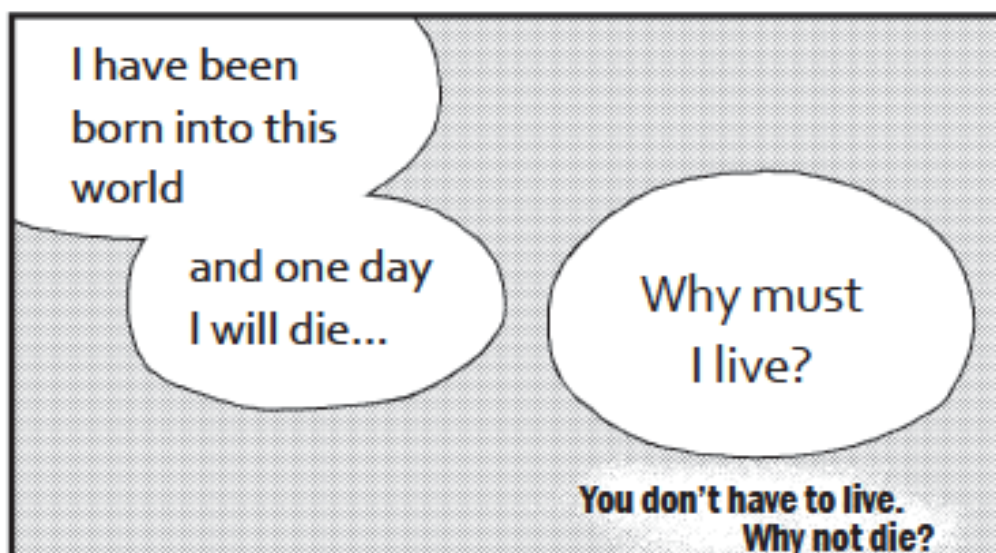 I have been
born into this
world
and one day
I will die...
Why must
I live?
You don't have to live.
Why not die?